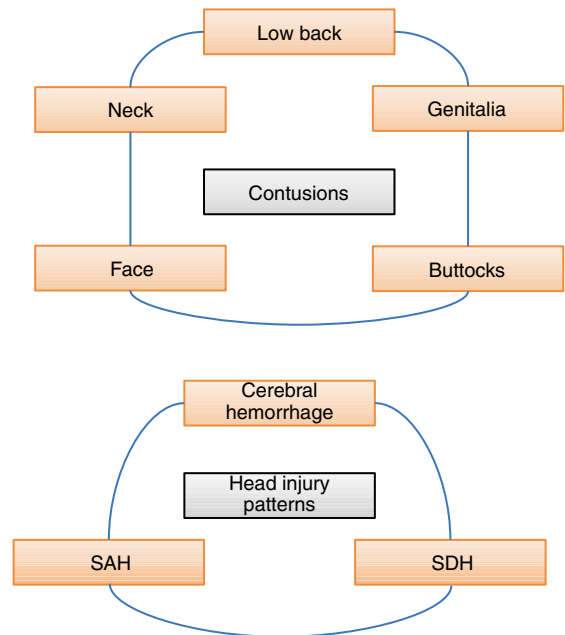 Low back
Neck
Genitalia
Contusions
Face
Buttocks
Cerebral
hemorrhage
Head injury
patterns
SAH
SDH